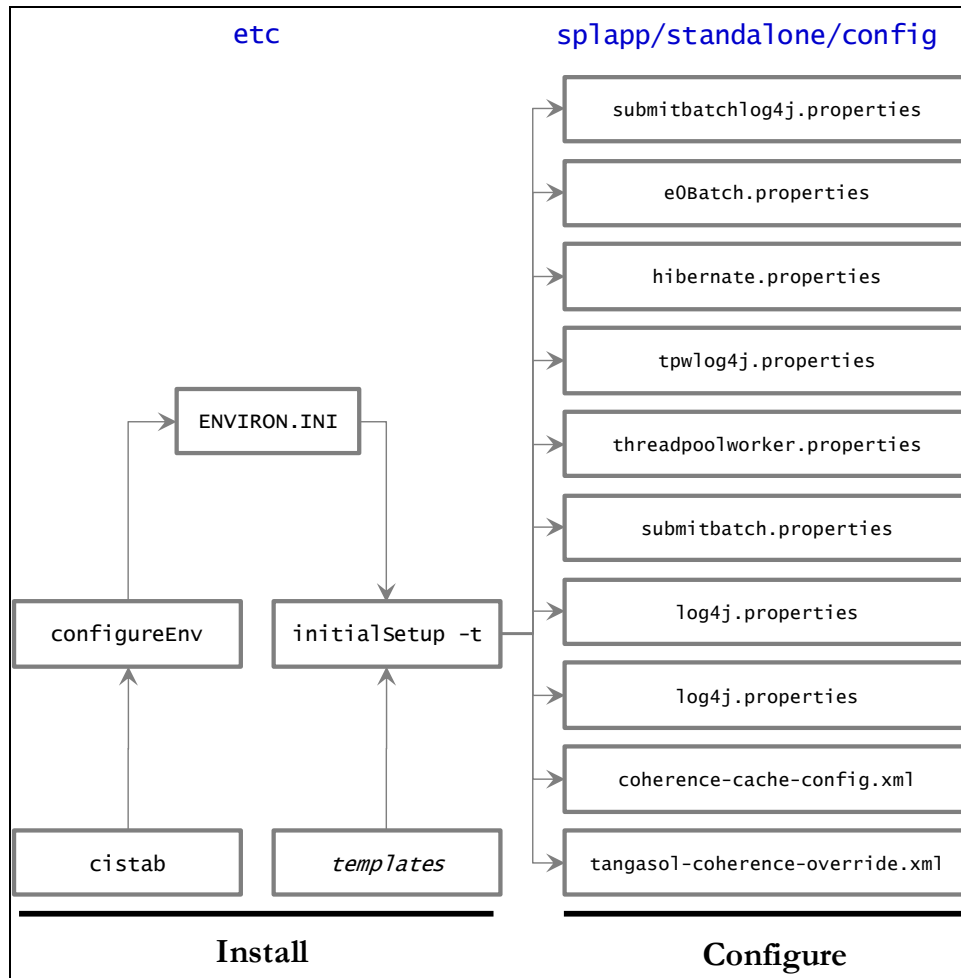 etc
splapp/standalone/config
submitbatchlog4j.properties
e0Batch.properties
hibernate.properties
tpwlog4j.properties
ENVIRON.INI
threadpoolworker.properties
submitbatch.properties
configureEnv
initialSetup -t
log4j.properties
log4j.properties
coherence-cache-config.xml
cistab
templates
tangasol-coherence-override.xml
Install
Configure